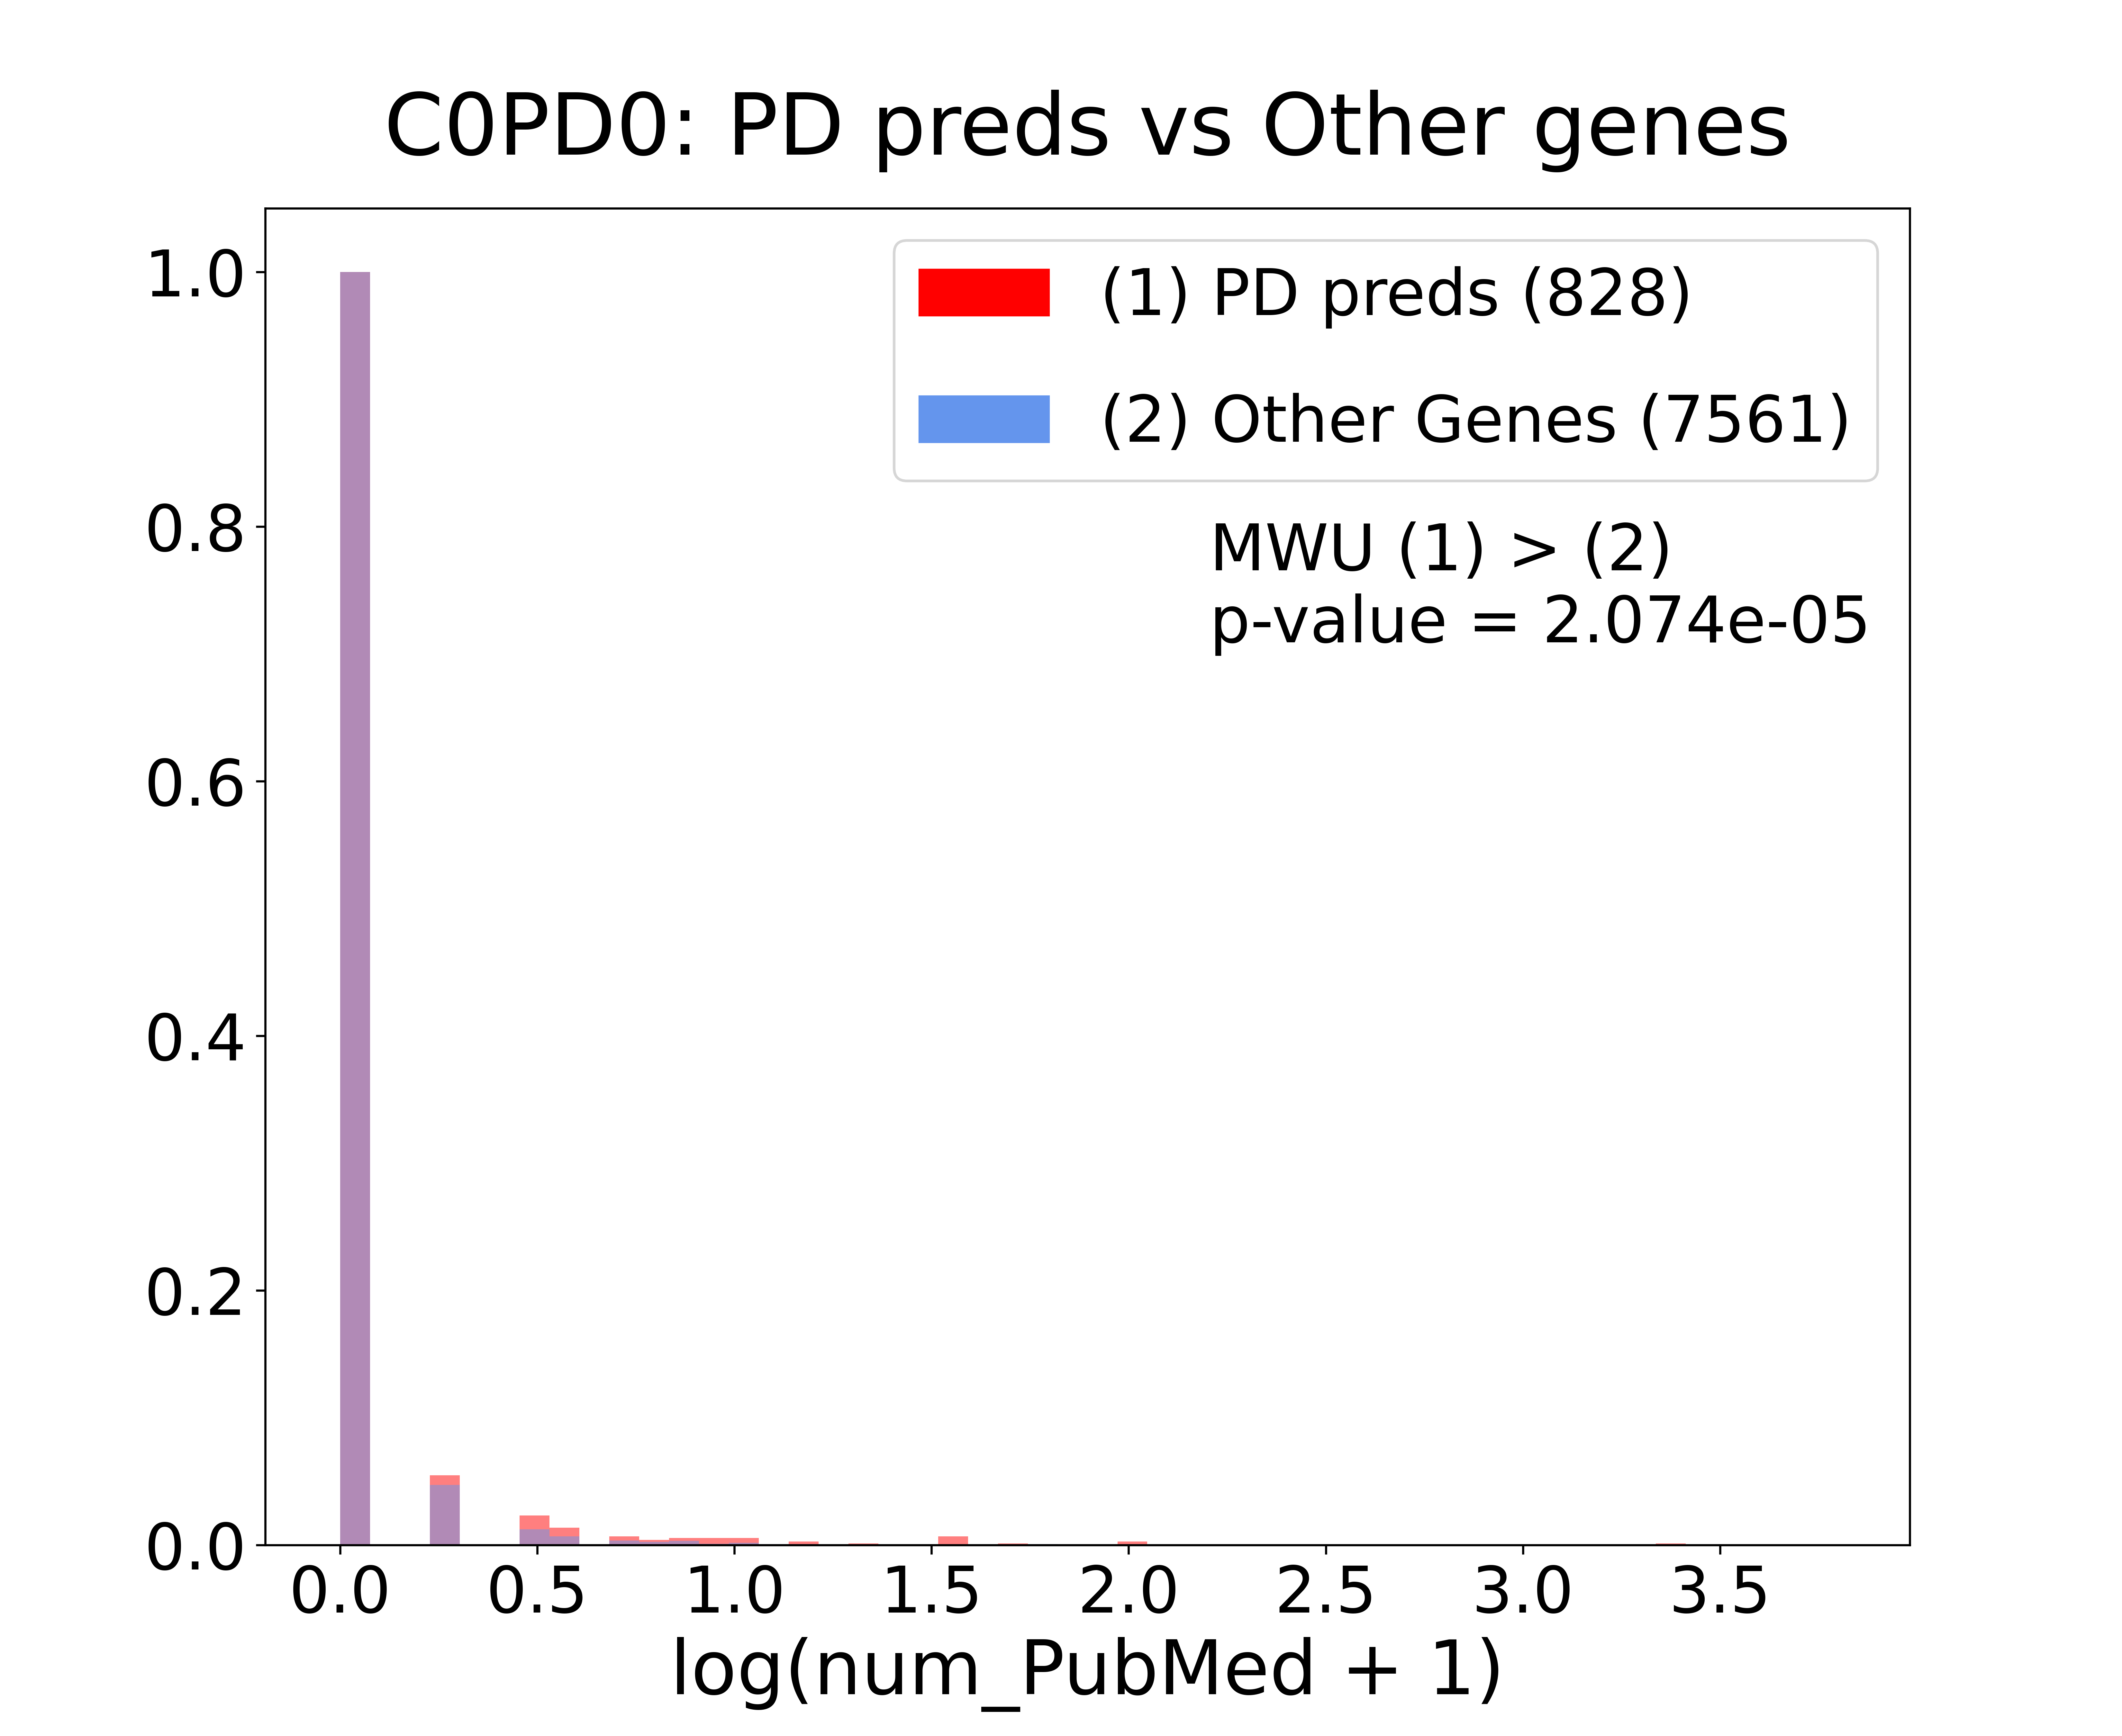 C0PD0: PD preds vs Other genes
1.0
0.8
0.6
0.4
0.2
0.0
(1) PD preds (828)
(2) Other Genes (7561)
MWU (1) > (2)
p-value = 2.074e-05
0.0 0.5 1.0 1.5 2.0 2.5 3.0 3.5
log(num_PubMed + 1)